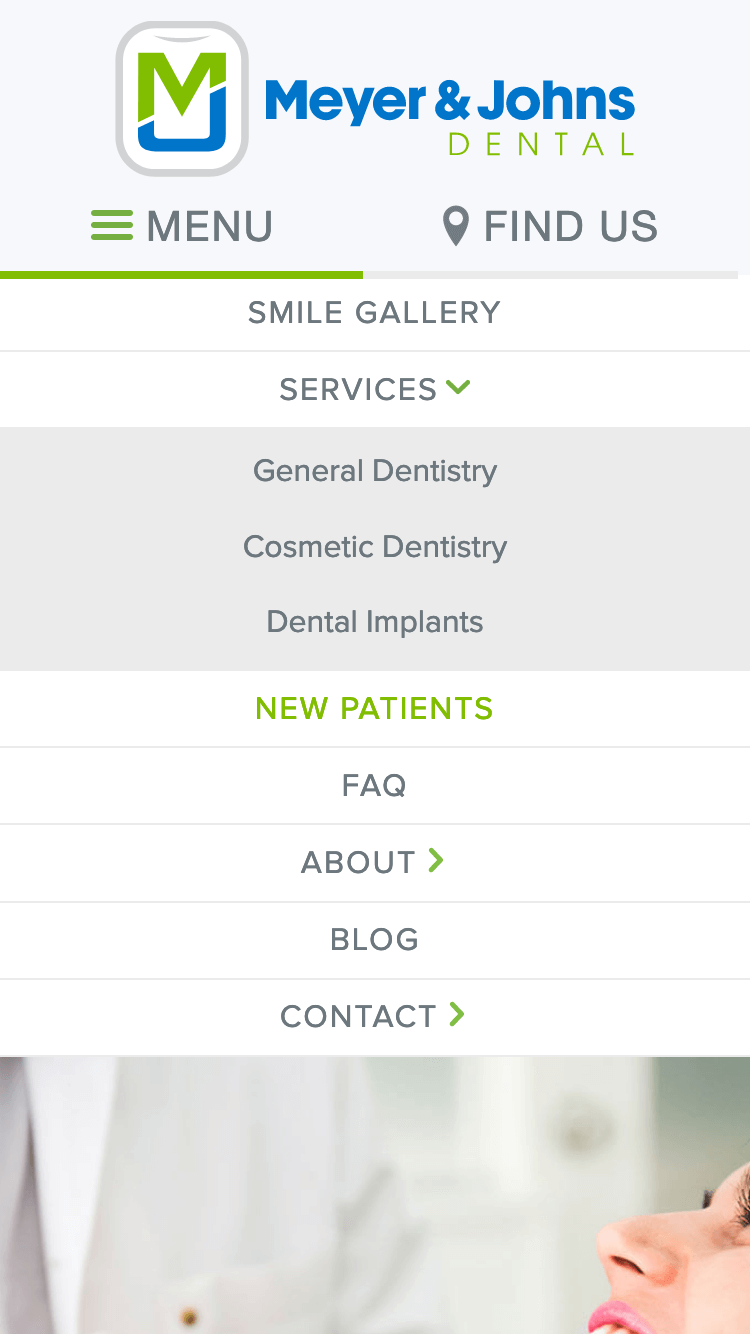 Meyer & Johns
DENTAL
MENU
FIND US
SMILE GALLERY
SERVICES
General Dentistry
Cosmetic Dentistry
Dental Implants
NEW PATIENTS
FAQ
ABOUT
BLOG
CONTACT